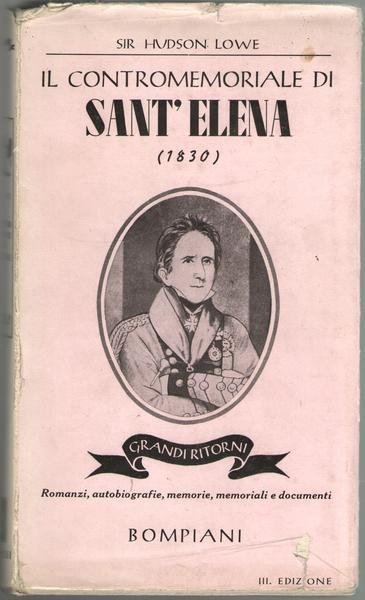 SIR HUDSON LOWE
IL CONTROMEMORIALE DI
SANT'ELENA
(1830)
GRANDI RITORNI
Romanzi, autobiografie, memorie, memoriali e documenti
BOMPIANI
III. EDIZIONE